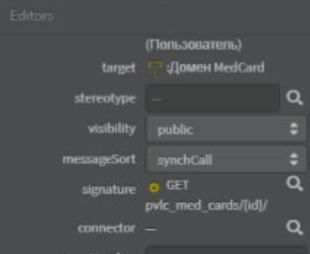 Editors
(Пользователь)
target :Домен MedCard
stereotype —
visibility public
messageSort synchCall
signature GET
pvlc_med_cards/{id}/
connector —